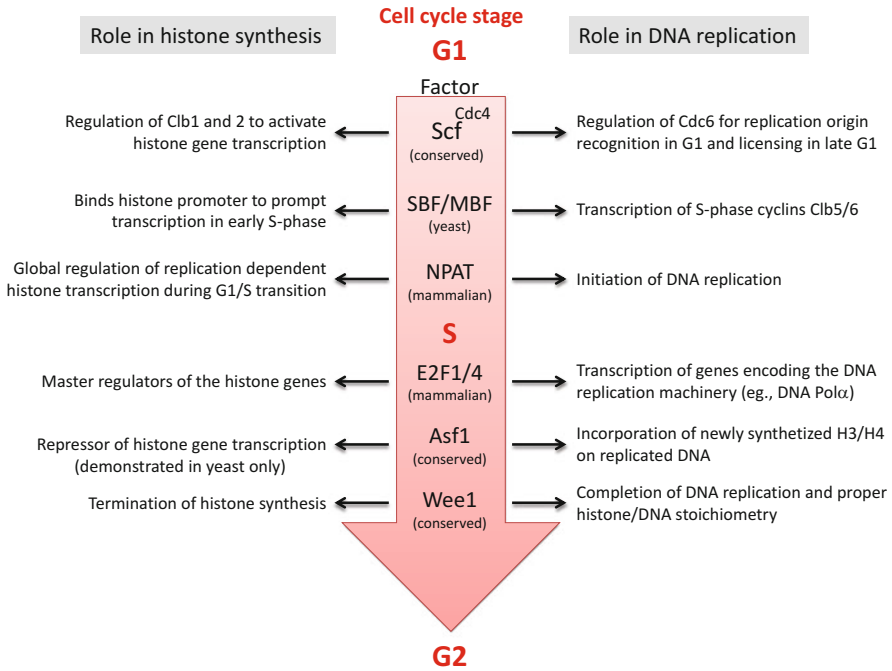 Cell cycle stage
Role in histone synthesis
G1
Role in DNA replication
Factor
Regulation of Clb1 and 2 to activate
histone gene transcription
Scf^Cdc4
(conserved)
Regulation of Cdc6 for replication origin
recognition in G1 and licensing in late G1
Binds histone promoter to prompt
transcription in early S-phase
SBF/MBF
(yeast)
Transcription of S-phase cyclins Clb5/6
Global regulation of replication dependent
histone transcription during G1/S transition
NPAT
(mammalian)
Initiation of DNA replication
S
Master regulators of the histone genes
E2F1/4
(mammalian)
Transcription of genes encoding the DNA
replication machinery (eg., DNA Polα)
Repressor of histone gene transcription
(demonstrated in yeast only)
Asf1
(conserved)
Incorporation of newly synthetized H3/H4
on replicated DNA
Termination of histone synthesis
Wee1
(conserved)
Completion of DNA replication and proper
histone/DNA stoichiometry
G2